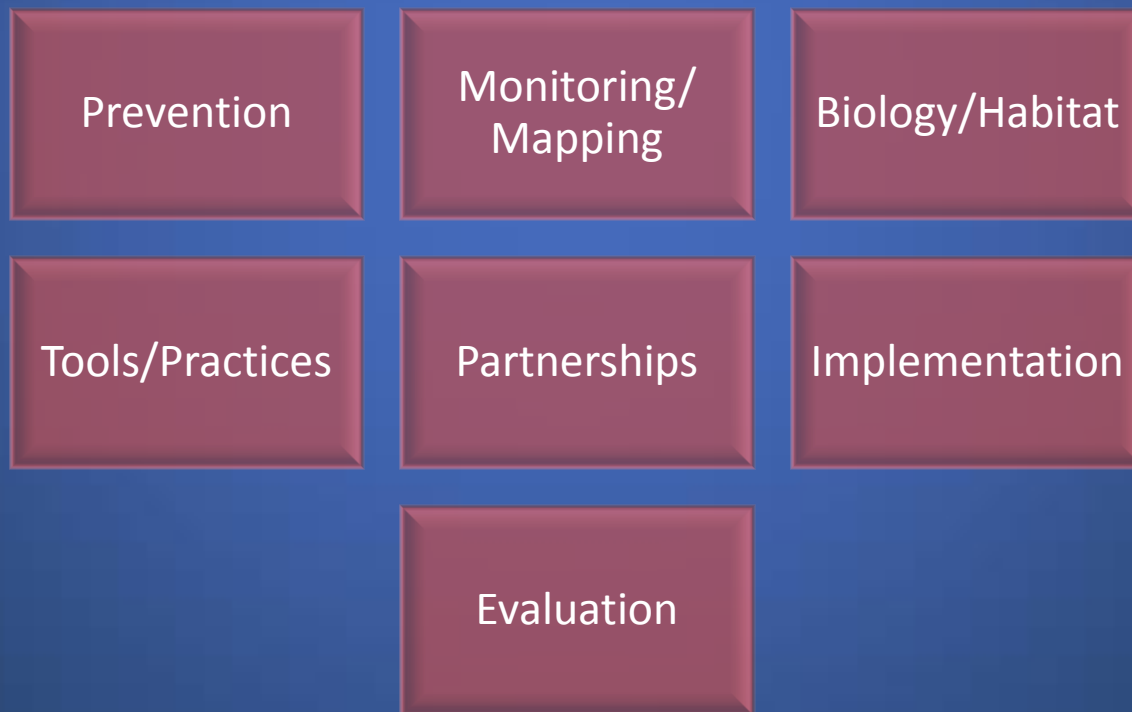 Prevention
Monitoring/
Mapping
Biology/Habitat
Tools/Practices
Partnerships
Implementation
Evaluation